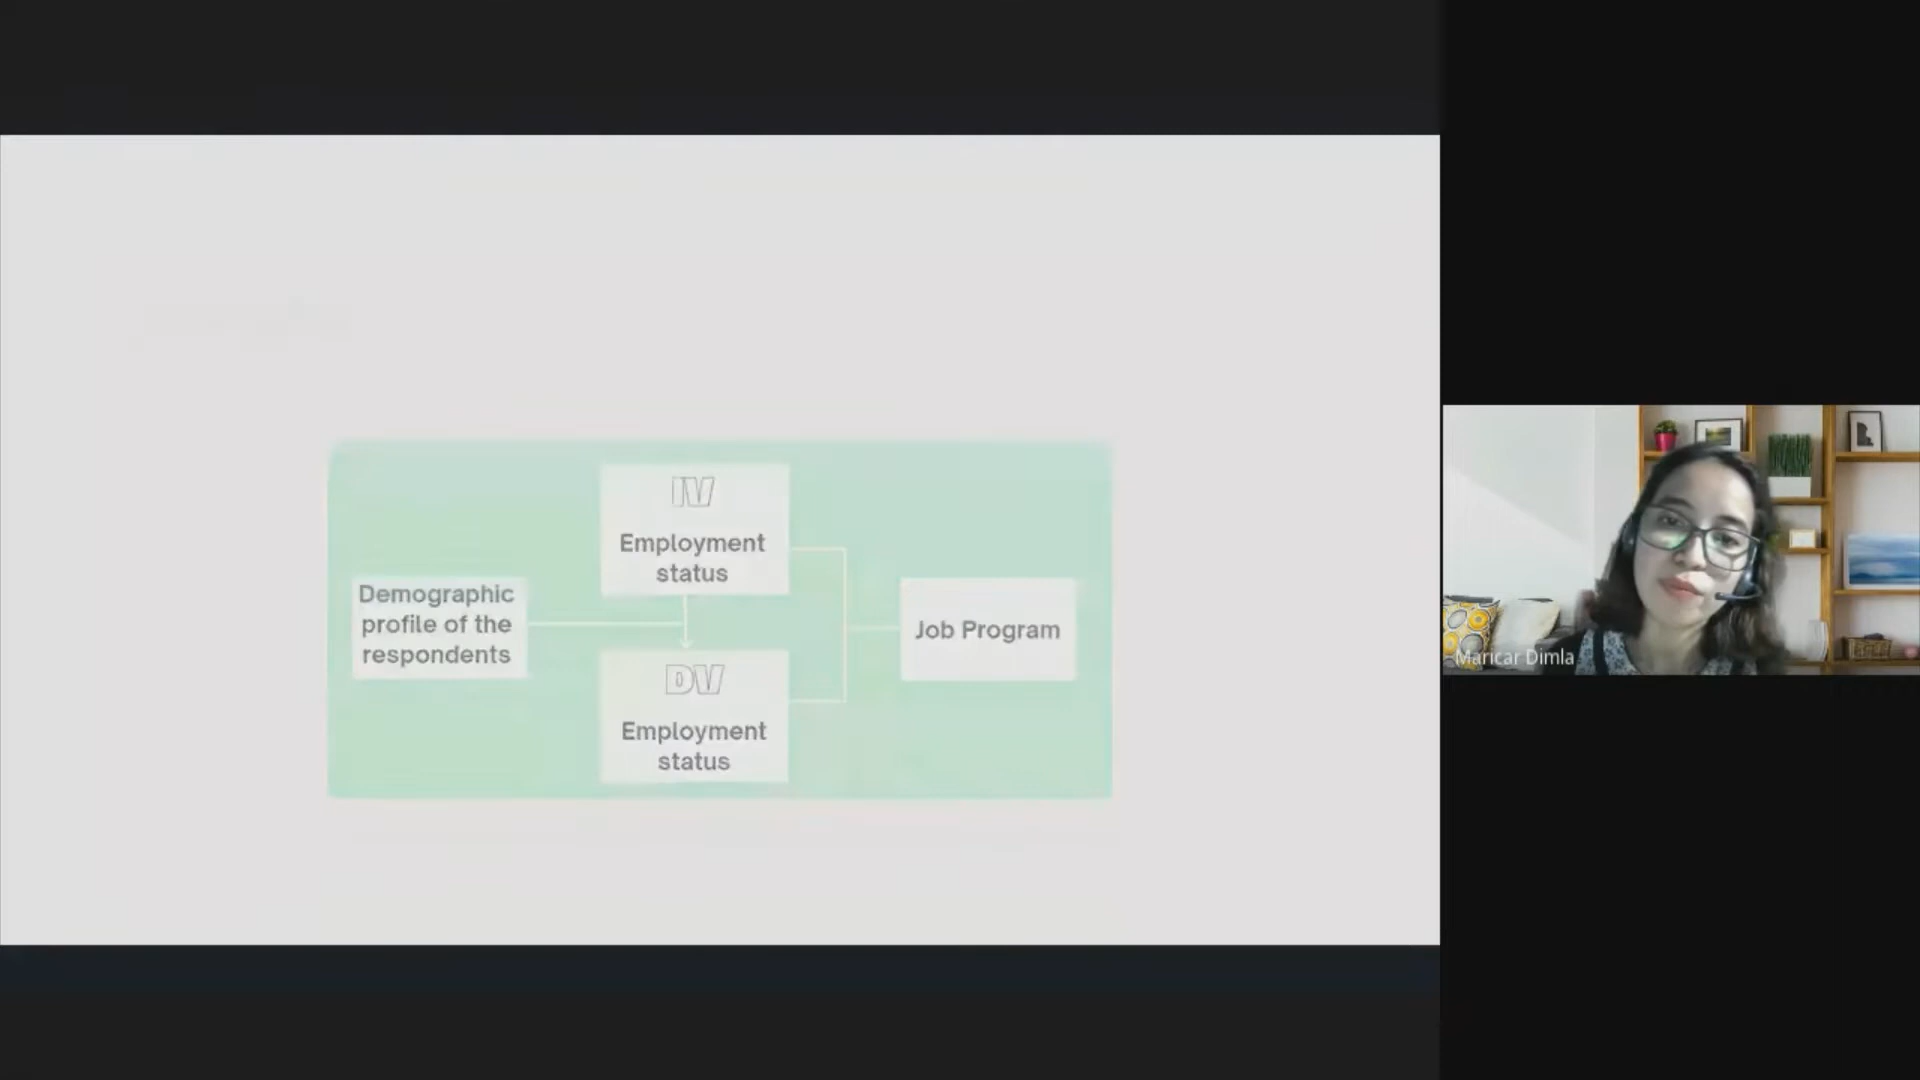 IV
Employment
status
Demographic
profile of the
respondents
Job Program
DV
Employment
status
Maricar Dimla